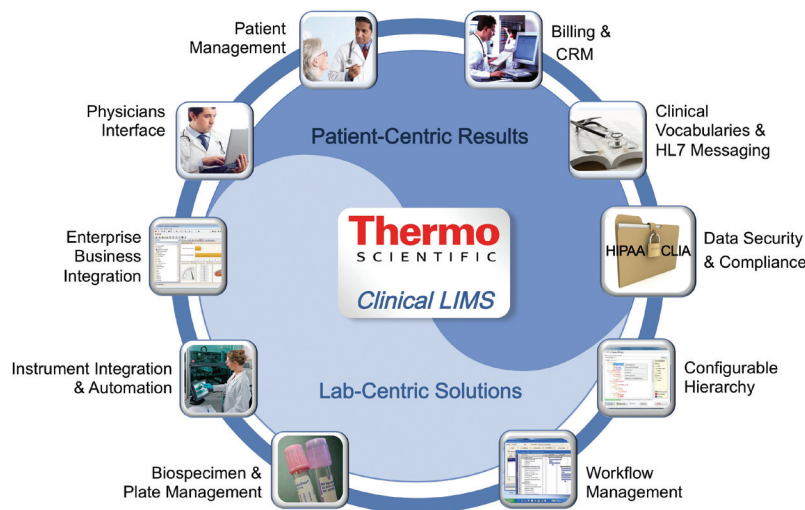 Patient
Management
Billing &
CRM
Physicians
Interface
Clinical
Vocabularies &
HL7 Messaging
Patient-Centric Results
Enterprise
Business
Integration
Thermo
SCIENTIFIC
Clinical LIMS
HIPAA CLIA
Data Security
& Compliance
Instrument Integration
& Automation
Lab-Centric Solutions
Configurable
Hierarchy
Biospecimen &
Plate Management
Workflow
Management